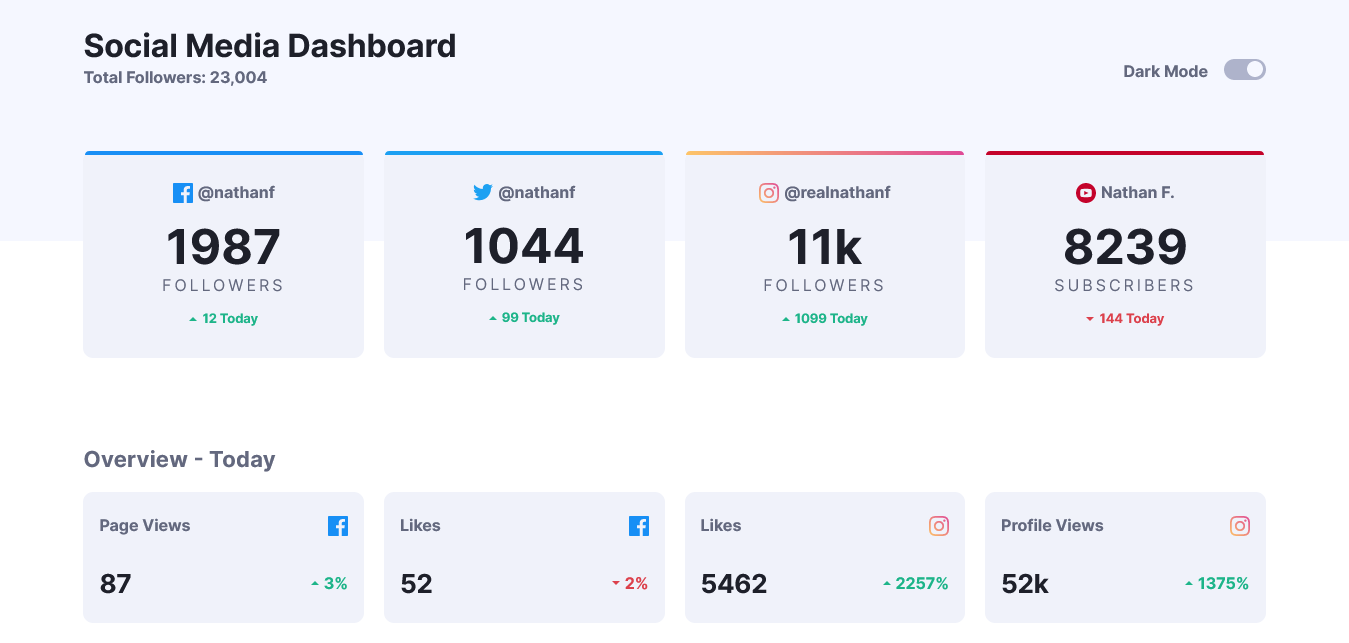 Social Media Dashboard
Total Followers: 23,004
Dark Mode
@nathanf
1987
FOLLOWERS
12 Today
@nathanf
1044
FOLLOWERS
99 Today
@realnathanf
11k
FOLLOWERS
1099 Today
Nathan F.
8239
SUBSCRIBERS
144 Today
Overview - Today
Page Views
87
3%
Likes
52
2%
Likes
5462
2257%
Profile Views
52k
1375%